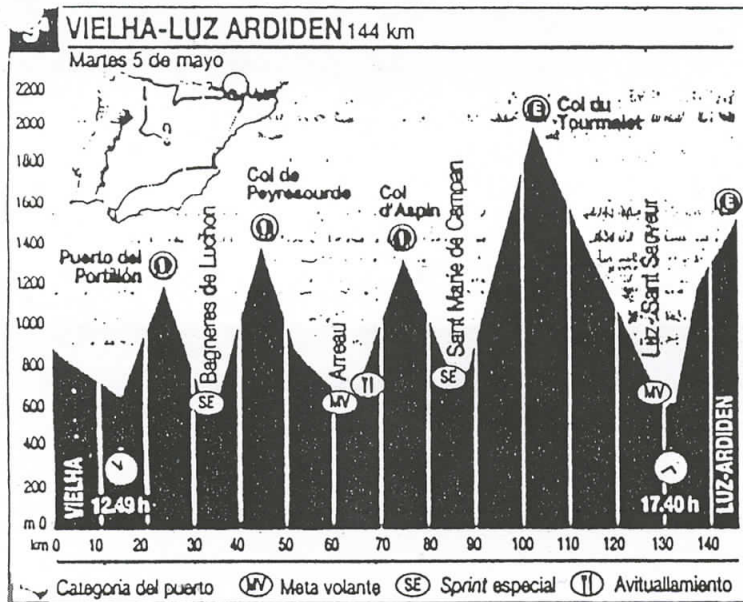 9ª VIELHA-LUZ ARDIDEN 144 km
Martes 5 de mayo
2200
2000
1800
1600
1400
1200
1000
800
600
400
200
m 0
Puerto del
Portillón
Bagneres de Luchon
Col de
Peyresourde
Arreau
Col
d'Aspin
Sant Marie de Campan
Col du
Tourmalet
Luz-Sant Sauveur
E
E
SE
MV
SE
MV
VIELHA
12.49 h
17.40 h
LUZ-ARDIDEN
km 0 10 20 30 40 50 60 70 80 90 100 110 120 130 140
Categoria del puerto MV Meta volante SE Sprint especial Avituallamiento